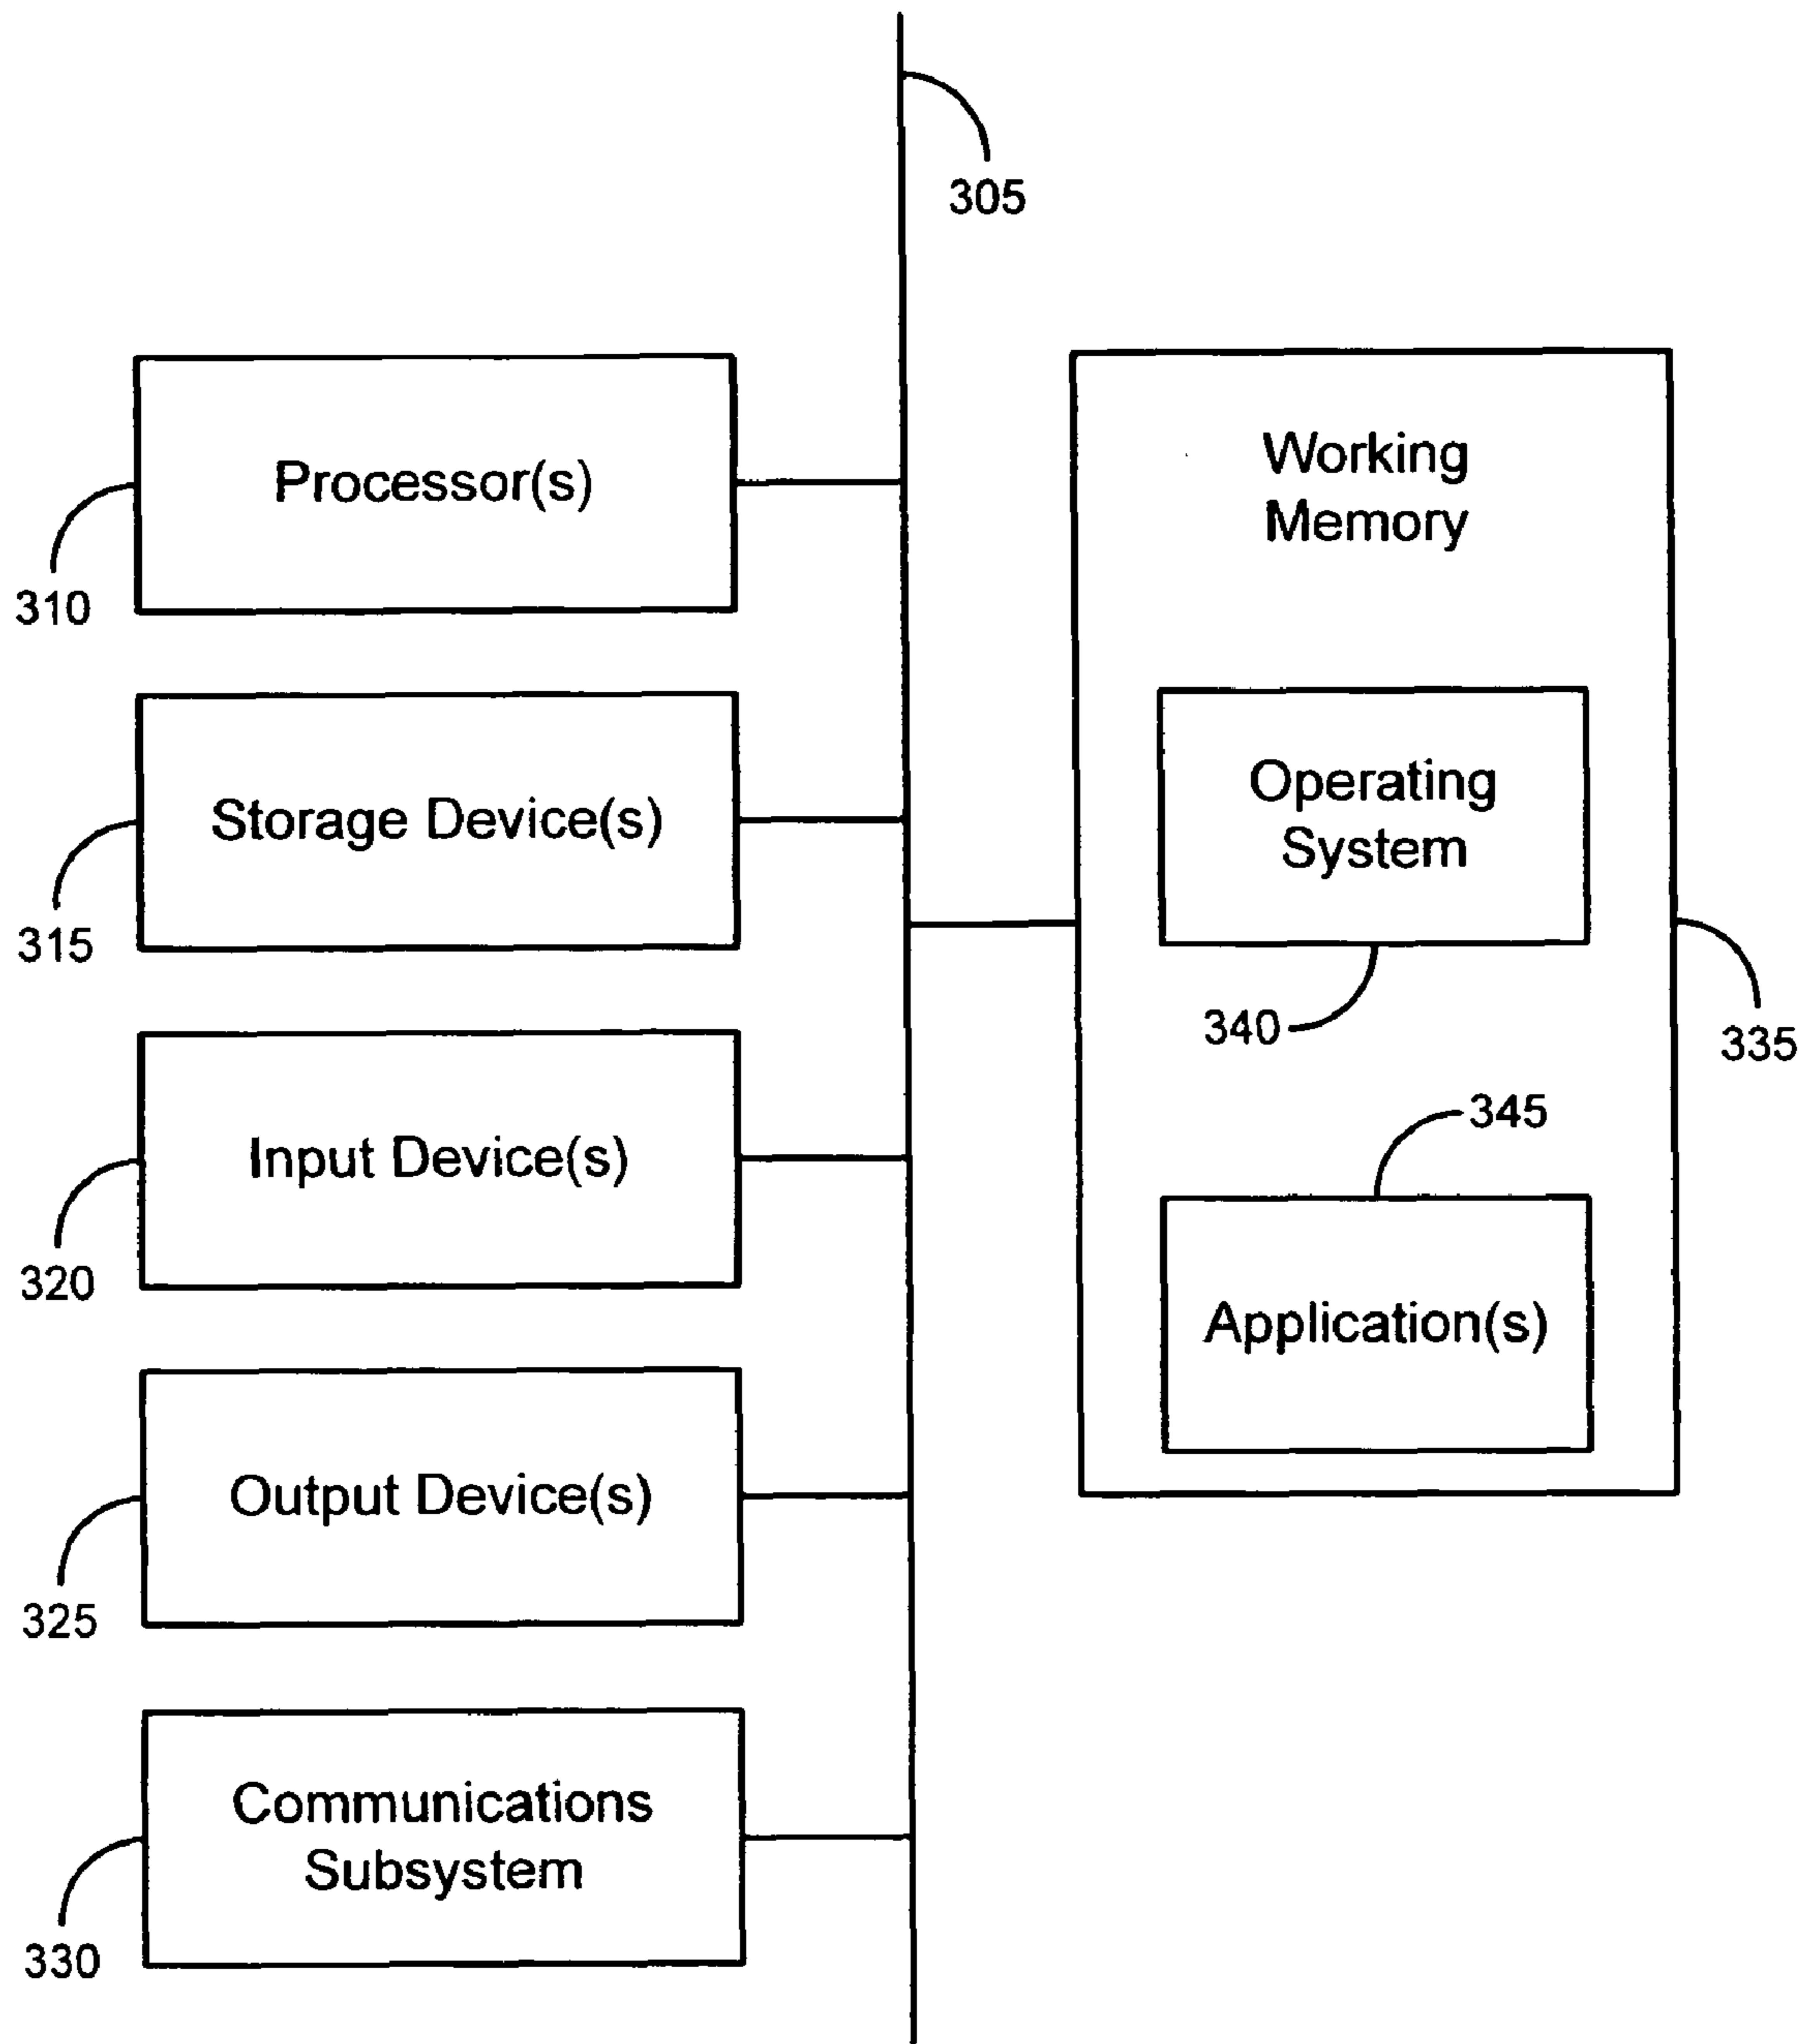 305
Processor(s)
310
Storage Device(s)
315
Input Device(s)
320
Output Device(s)
325
Communications
Subsystem
330
Working
Memory
Operating
System
340
335
345
Application(s)